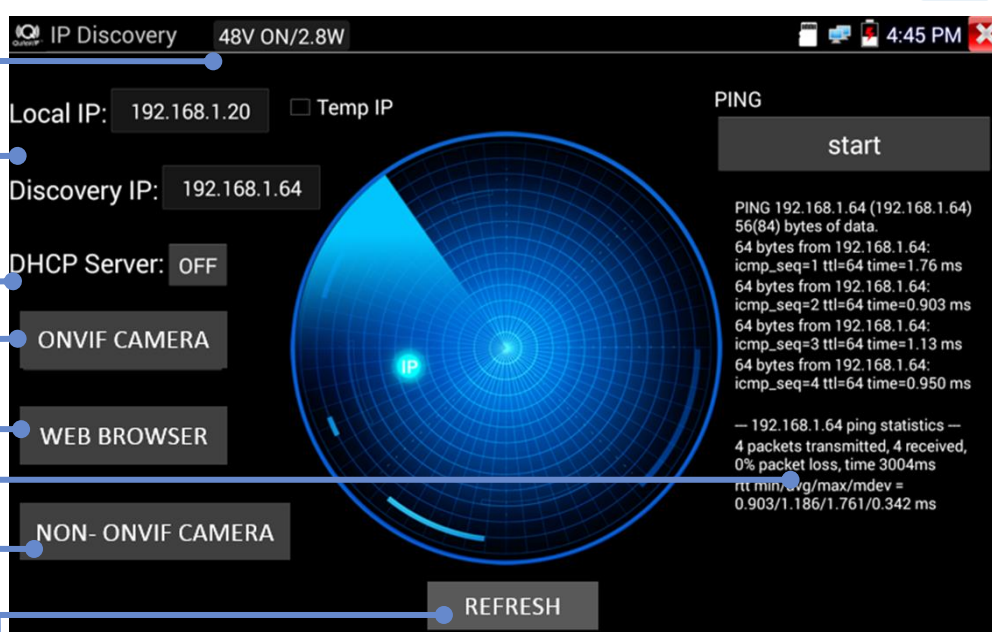 IP Discovery
48V ON/2.8W
4:45 PM
Local IP: 192.168.1.20
Temp IP
Discovery IP: 192.168.1.64
DHCP Server: OFF
ONVIF CAMERA
WEB BROWSER
NON- ONVIF CAMERA
IP
REFRESH
PING
start
PING 192.168.1.64 (192.168.1.64)
56(84) bytes of data.
64 bytes from 192.168.1.64:
icmp_seq=1 ttl=64 time=1.76 ms
64 bytes from 192.168.1.64:
icmp_seq=2 ttl=64 time=0.903 ms
64 bytes from 192.168.1.64:
icmp_seq=3 ttl=64 time=1.13 ms
64 bytes from 192.168.1.64:
icmp_seq=4 ttl=64 time=0.950 ms
— 192.168.1.64 ping statistics —
4 packets transmitted, 4 received,
0% packet loss, time 3004ms
rtt min/avg/max/mdev =
0.903/1.186/1.761/0.342 ms